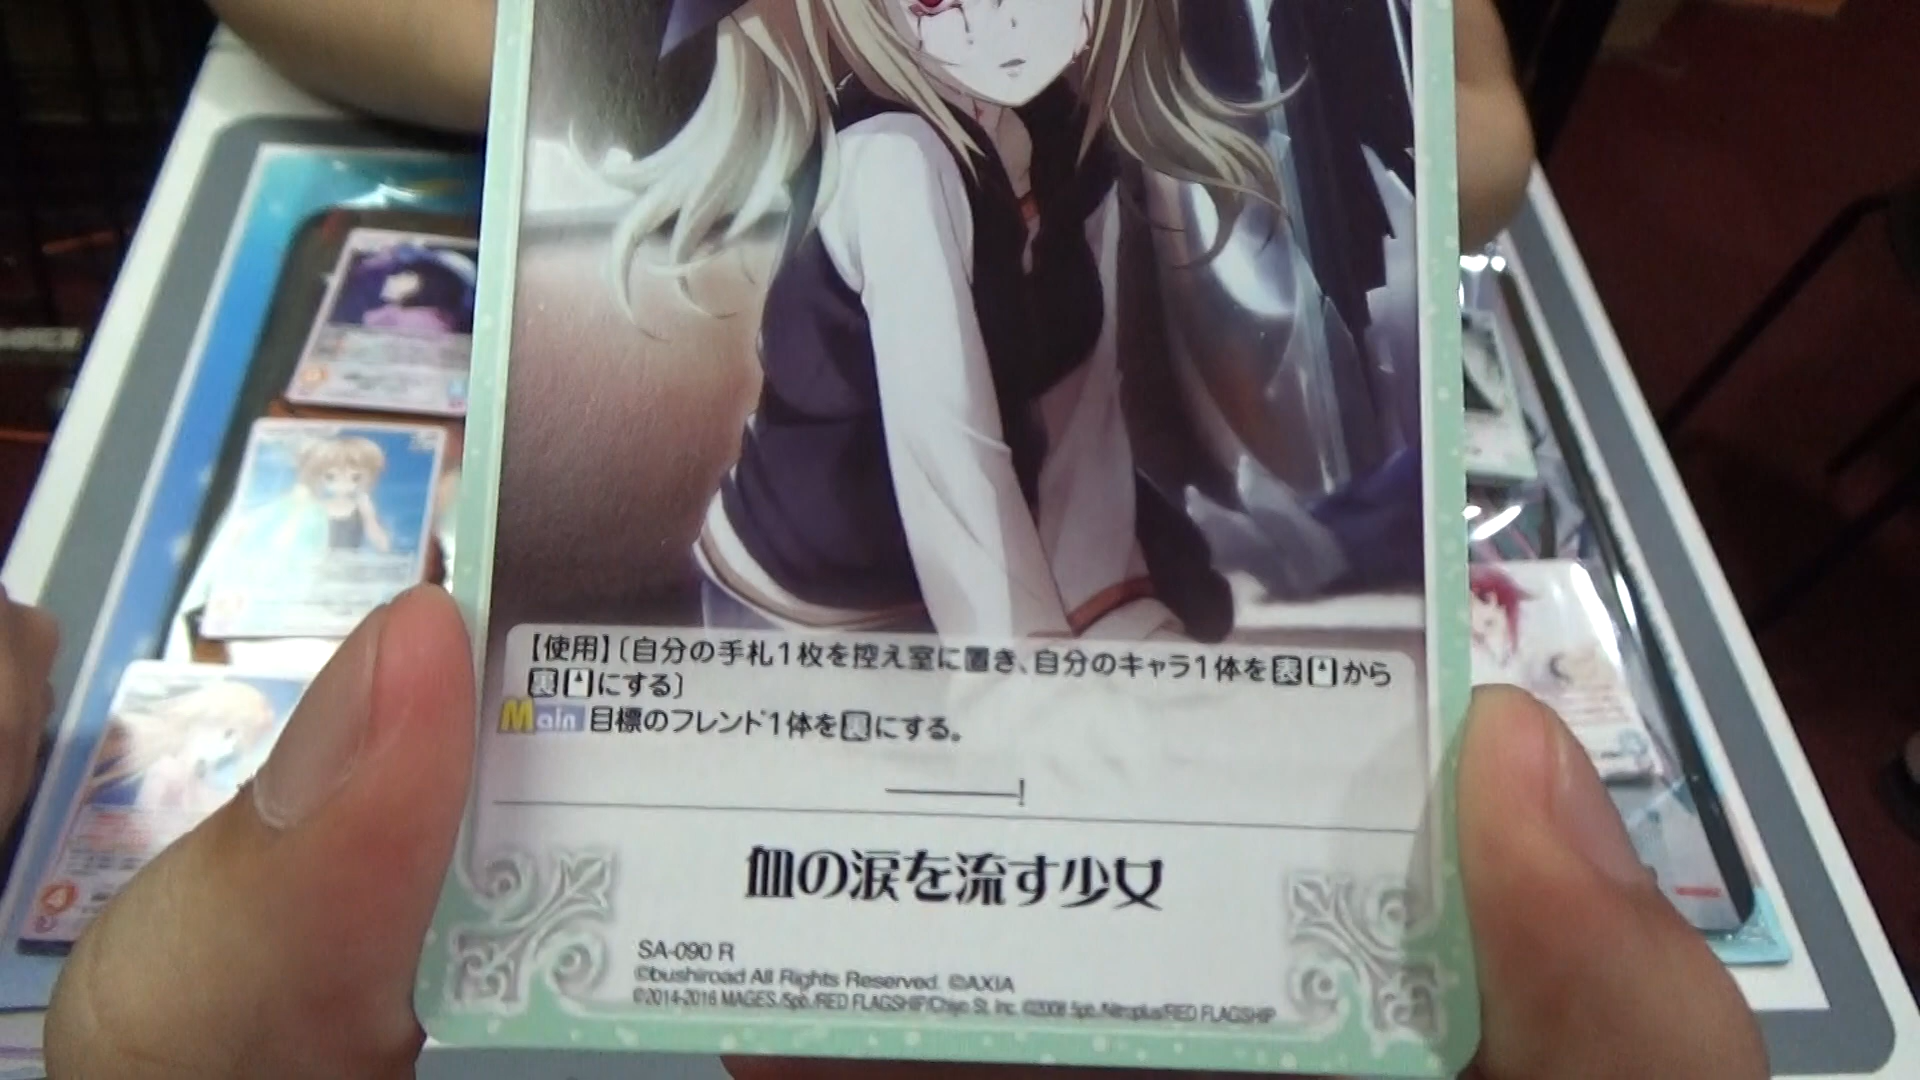 【使用】〔自分の手札1枚を控え室に置き、自分のキャラ1体を表から
裏にする〕
Main 目標のフレンド1体を裏にする。
血の涙を流す少女
SA-090 R
©bushiroad All Rights Reserved. ©AXIA
©2014-2016 MAGES./5pb./RED FLAGSHIP/Chiyo St. Inc. ©2008 5pb./Nitroplus/RED FLAGSHIP